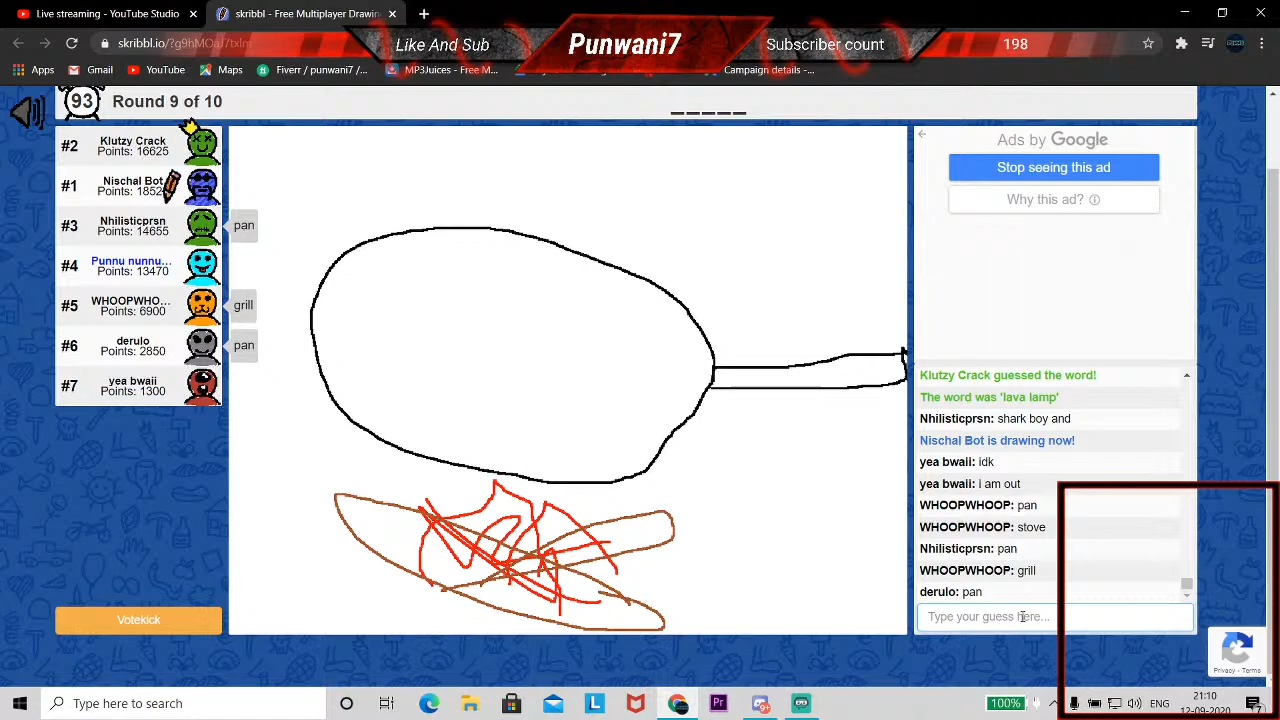 Live streaming - YouTube Studio
skribbl - Free Multiplayer Drawin
skribbl.io/?g9hMOaJ7txlm
Like And Sub
Punwani7
Subscriber count
198
Apps
Gmail
YouTube
Maps
Fiverr / punwani7 /...
MP3Juices - Free M...
Campaign details -...
93
Round 9 of 10
_ _ _ _ _
#2
Klutzy Crack
Points: 16625
#1
Nischal Bot
Points: 1852
#3
Nhilisticprsn
Points: 14655
pan
#4
Punnu nunnu...
Points: 13470
#5
WHOOPWHO...
Points: 6900
grill
#6
derulo
Points: 2850
pan
#7
yea bwaii
Points: 1300
Votekick
Ads by Google
Stop seeing this ad
Why this ad?
Klutzy Crack guessed the word!
The word was 'lava lamp'
Nhilisticprsn: shark boy and
Nischal Bot is drawing now!
yea bwaii: idk
yea bwaii: i am out
WHOOPWHOOP: pan
WHOOPWHOOP: stove
Nhilisticprsn: pan
WHOOPWHOOP: grill
derulo: pan
Type your guess here...
Privacy - Terms
Type here to search
L
Pr
9+
100%
ENG
21:10
12-09-2020
7